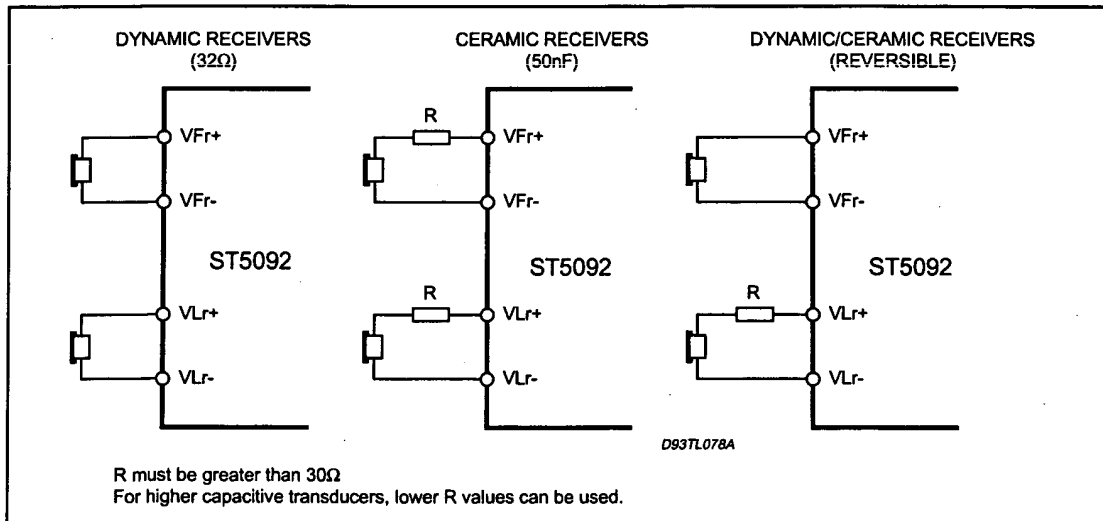 DYNAMIC RECEIVERS
(32Ω)
VFr+
VFr-
ST5092
VLr+
VLr-
CERAMIC RECEIVERS
(50nF)
R
VFr+
VFr-
ST5092
R
VLr+
VLr-
DYNAMIC/CERAMIC RECEIVERS
(REVERSIBLE)
VFr+
VFr-
ST5092
R
VLr+
VLr-
D93TL078A
R must be greater than 30Ω
For higher capacitive transducers, lower R values can be used.